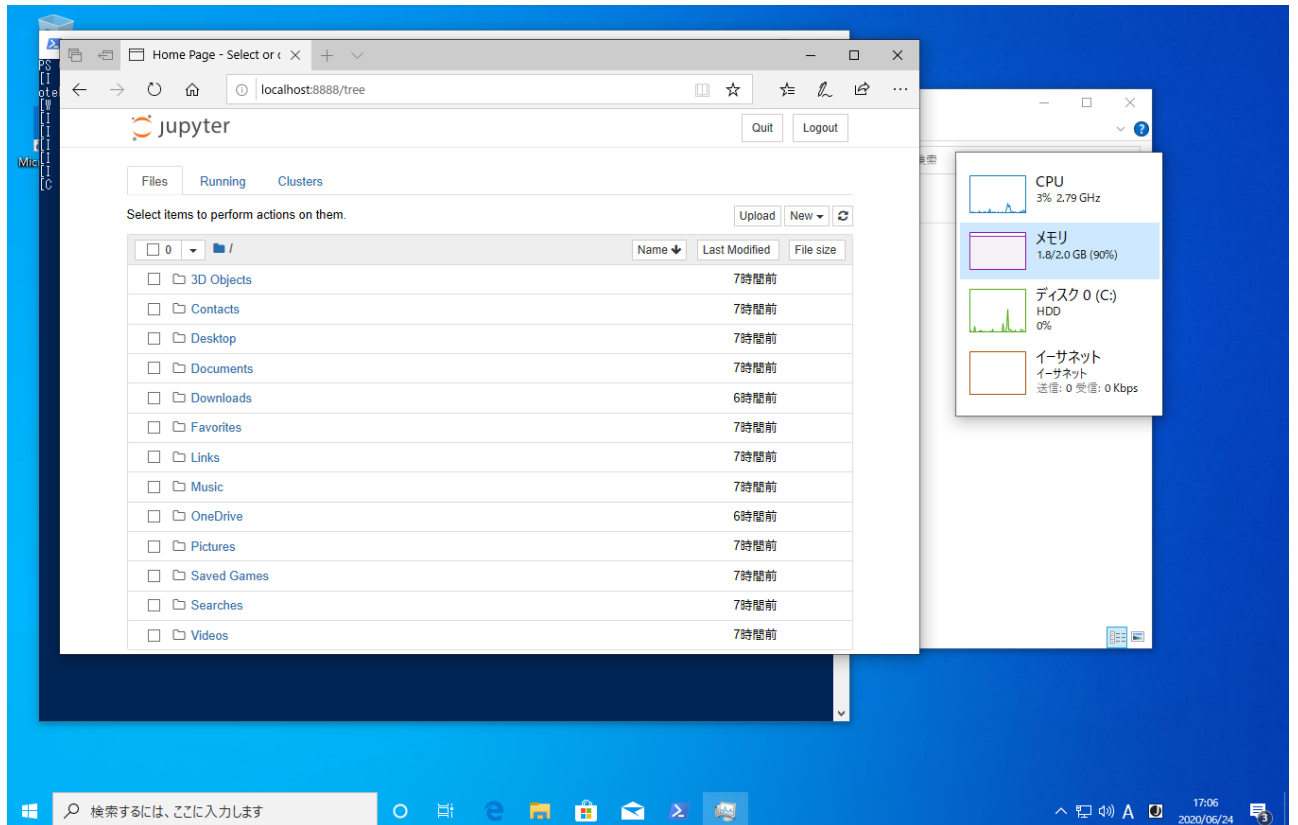 PS
[I
ote
[W
[I
[I
[I
[I
[I
[C
Mic
Home Page - Select or c
localhost:8888/tree
jupyter
Quit
Logout
Files
Running
Clusters
Select items to perform actions on them.
Upload
New
0
/
Name
Last Modified
File size
3D Objects
7時間前
Contacts
7時間前
Desktop
7時間前
Documents
7時間前
Downloads
6時間前
Favorites
7時間前
Links
7時間前
Music
7時間前
OneDrive
6時間前
Pictures
7時間前
Saved Games
7時間前
Searches
7時間前
Videos
7時間前
検索
CPU
3% 2.79 GHz
メモリ
1.8/2.0 GB (90%)
ディスク 0 (C:)
HDD
0%
イーサネット
イーサネット
送信: 0 受信: 0 Kbps
検索するには、ここに入力します
A
17:06
2020/06/24
3